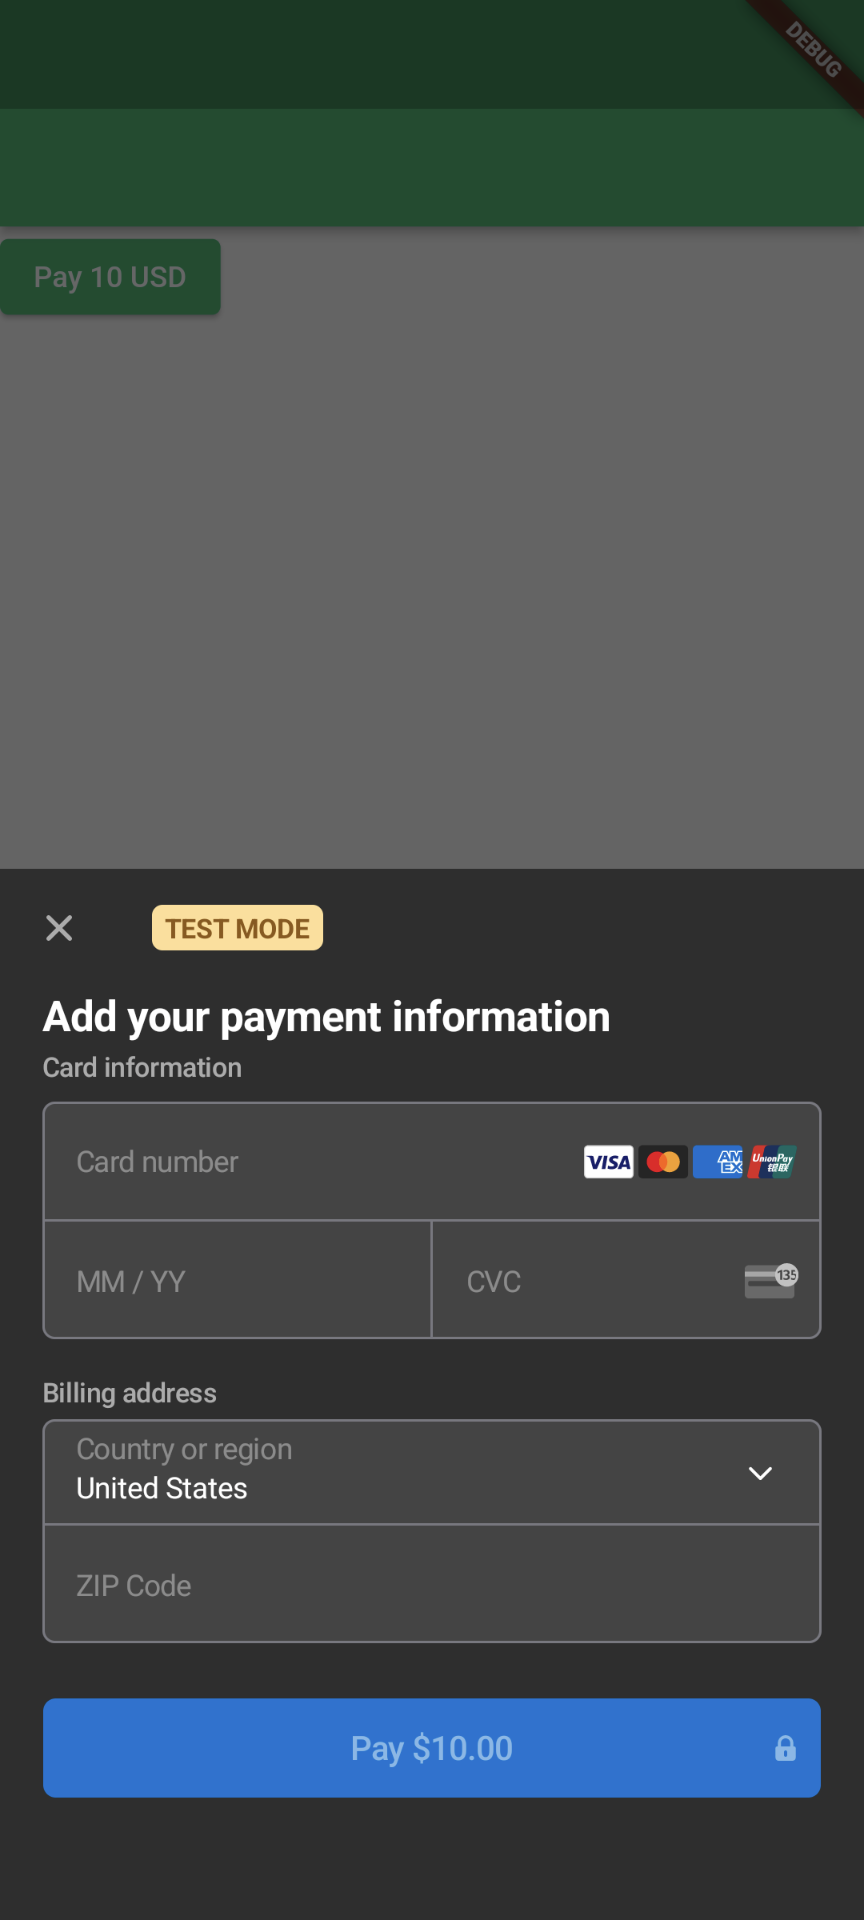 DEBUG
Pay 10 USD
TEST MODE
Add your payment information
Card information
Card number
VISA
AM
EX
UnionPay
银联
MM / YY
CVC
135
Billing address
Country or region
United States
ZIP Code
Pay $10.00